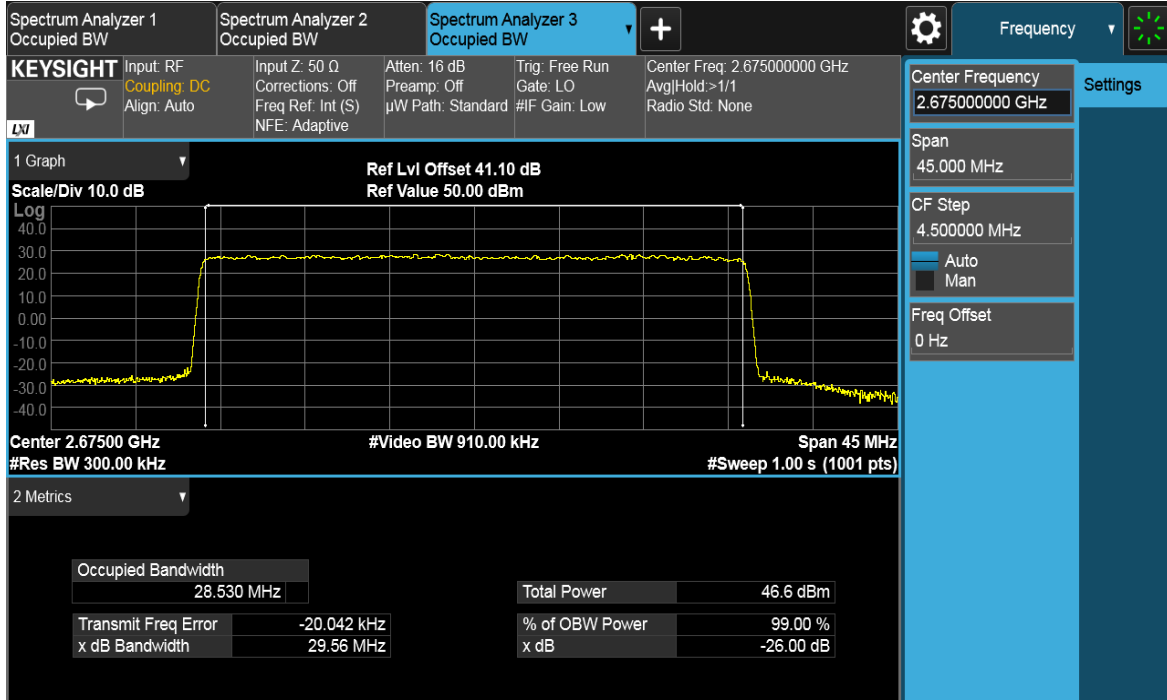 Spectrum Analyzer 1
Occupied BW
Spectrum Analyzer 2
Occupied BW
Spectrum Analyzer 3
Occupied BW
Frequency
KEYSIGHT
LXI
Input: RF
Coupling: DC
Align: Auto
Input Z: 50 Ω
Corrections: Off
Freq Ref: Int (S)
NFE: Adaptive
Atten: 16 dB
Preamp: Off
µW Path: Standard
Trig: Free Run
Gate: LO
#IF Gain: Low
Center Freq: 2.675000000 GHz
Avg|Hold:>1/1
Radio Std: None
Center Frequency
2.675000000 GHz
Settings
Span
45.000 MHz
CF Step
4.500000 MHz
Auto
Man
Freq Offset
0 Hz
1 Graph
Ref Lvl Offset 41.10 dB
Scale/Div 10.0 dB
Ref Value 50.00 dBm
Log
40.0
30.0
20.0
10.0
0.00
-10.0
-20.0
-30.0
-40.0
Center 2.67500 GHz
#Video BW 910.00 kHz
Span 45 MHz
#Res BW 300.00 kHz
#Sweep 1.00 s (1001 pts)
2 Metrics
Occupied Bandwidth
28.530 MHz
Total Power 46.6 dBm
Transmit Freq Error -20.042 kHz
% of OBW Power 99.00 %
x dB Bandwidth 29.56 MHz
x dB -26.00 dB